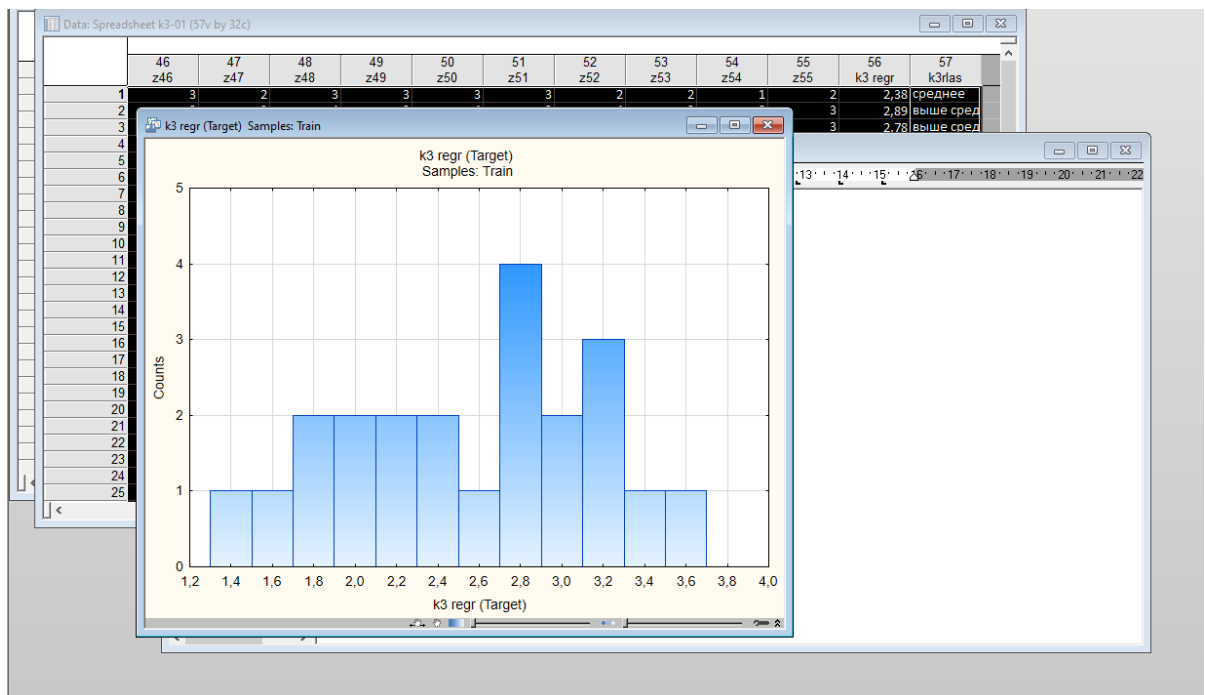 Data: Spreadsheet k3-01 (57v by 32c)
46 47 48 49 50 51 52 53 54 55 56 57
z46 z47 z48 z49 z50 z51 z52 z53 z54 z55 k3 regr k3rlas
1 3 2 3 3 3 3 2 2 1 2 2,38 среднее
2 3 2,89 выше сред
3 3 2,78 выше сред
4
5
6
7
8
9
10
11
12
13
14
15
16
17
18
19
20
21
22
23
24
25
k3 regr (Target) Samples: Train
13 14 15 16 17 18 19 20 21 22
k3 regr (Target)
Samples: Train
5
4
3
2
1
0
Counts
1,2 1,4 1,6 1,8 2,0 2,2 2,4 2,6 2,8 3,0 3,2 3,4 3,6 3,8 4,0
k3 regr (Target)